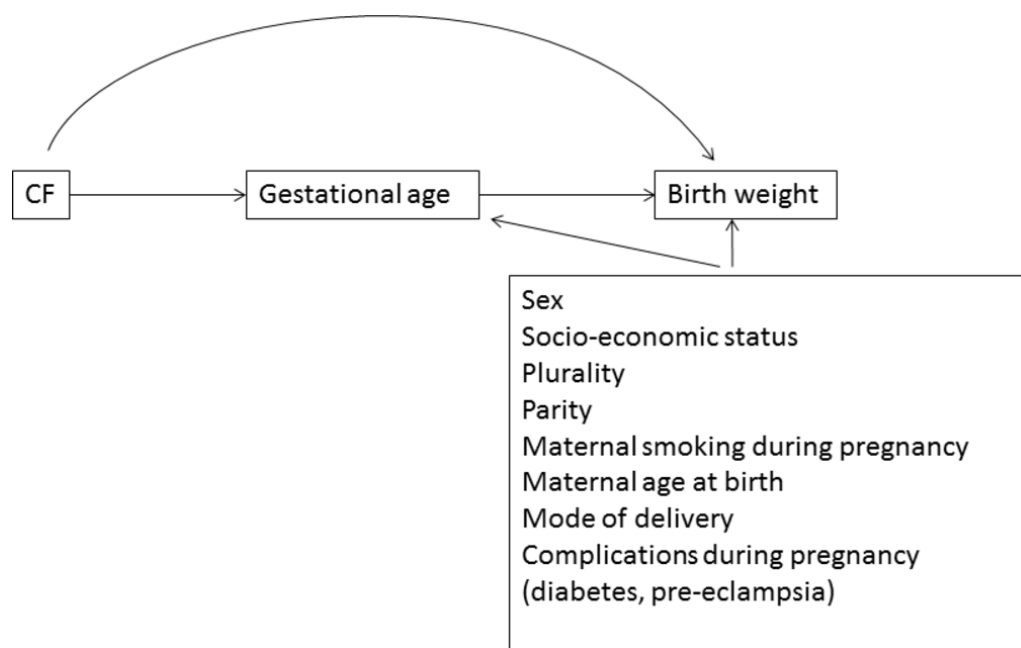 CF
Gestational age
Birth weight
Sex
Socio-economic status
Plurality
Parity
Maternal smoking during pregnancy
Maternal age at birth
Mode of delivery
Complications during pregnancy
(diabetes, pre-eclampsia)